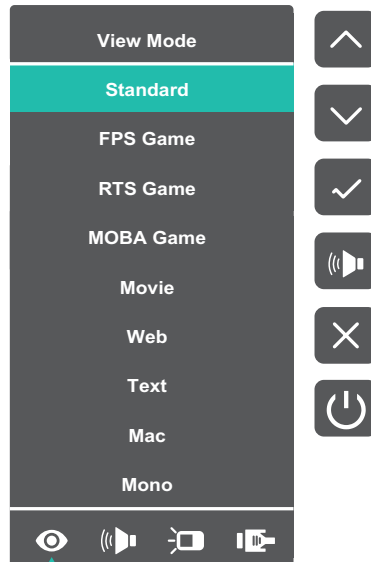 View Mode
Standard
FPS Game
RTS Game
MOBA Game
Movie
Web
Text
Mac
Mono